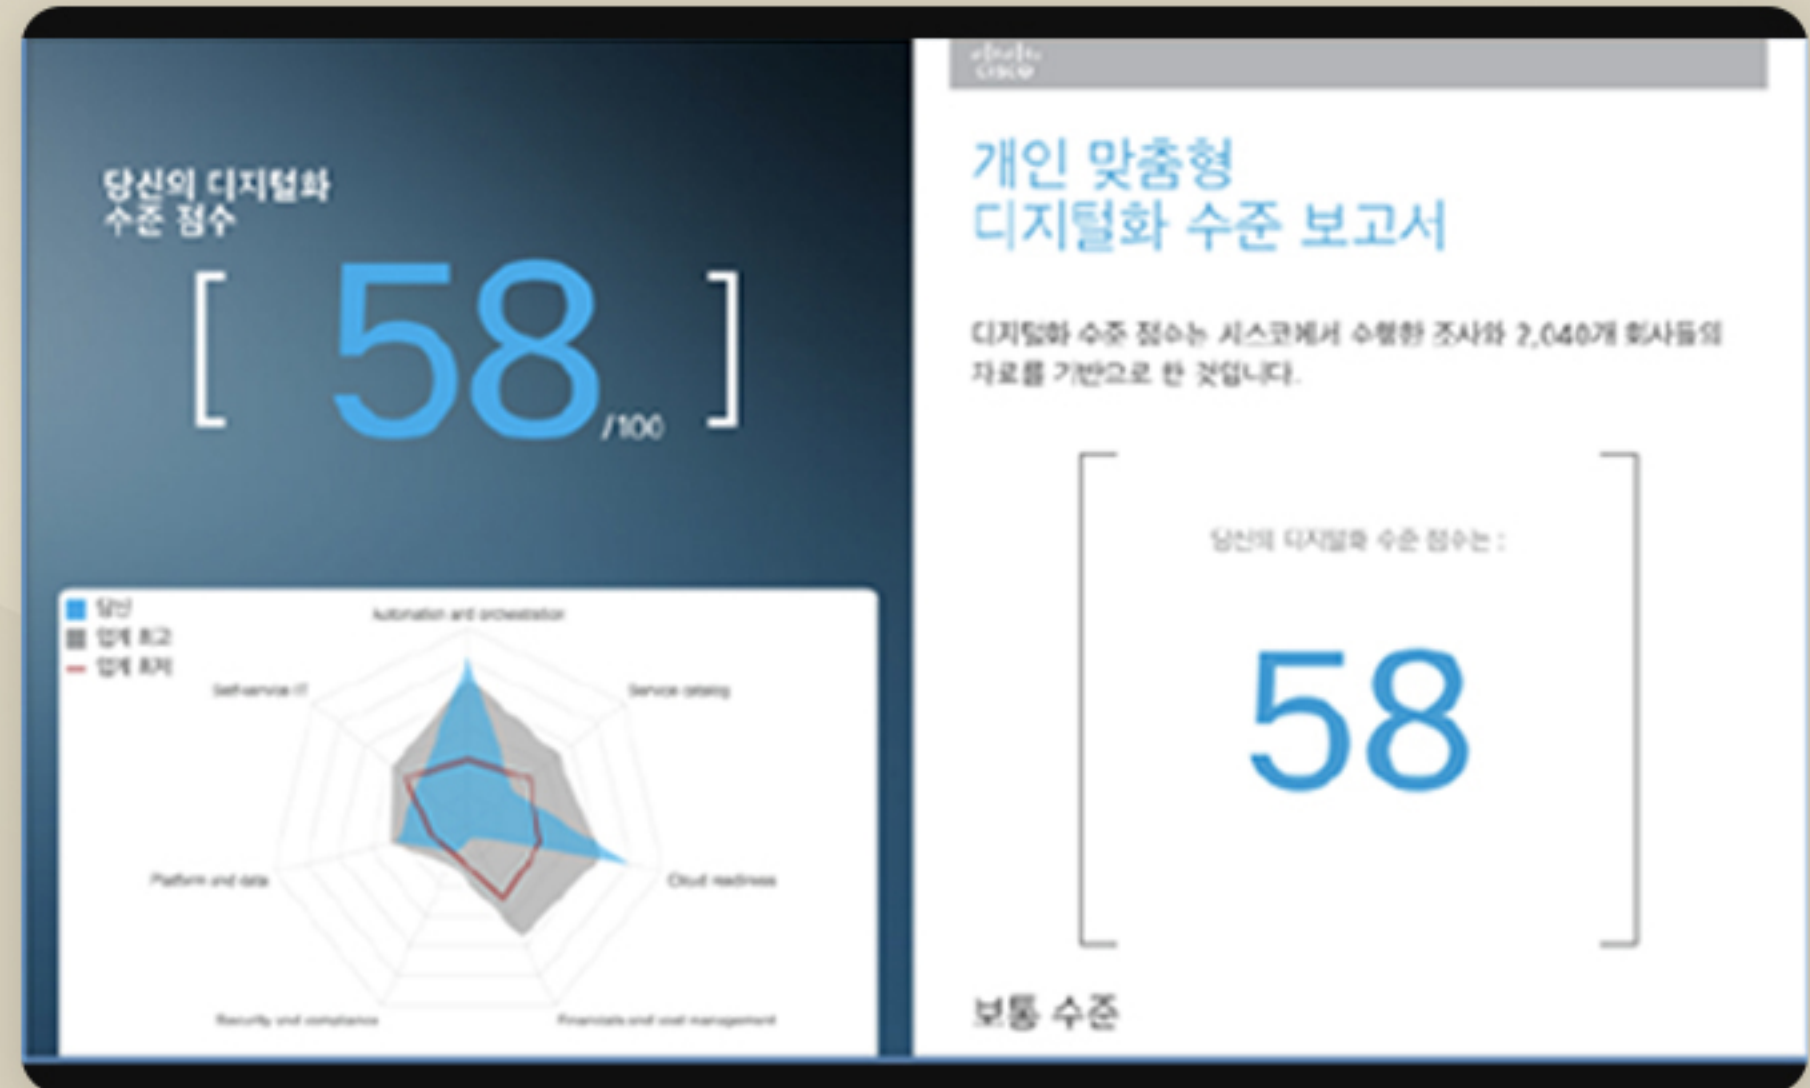 당신의 디지털화
수준 점수
[ 58 /100 ]
당신
업계 최고
업계 최저
Automation and orchestration
Self-service IT
Service catalog
Platform and data
Cloud readiness
Security and compliance
Financials and cost management
CISCO
개인 맞춤형
디지털화 수준 보고서
디지털화 수준 점수는 시스코에서 수행한 조사와 2,040개 회사들의
자료를 기반으로 한 것입니다.
당신의 디지털화 수준 점수는 :
58
보통 수준